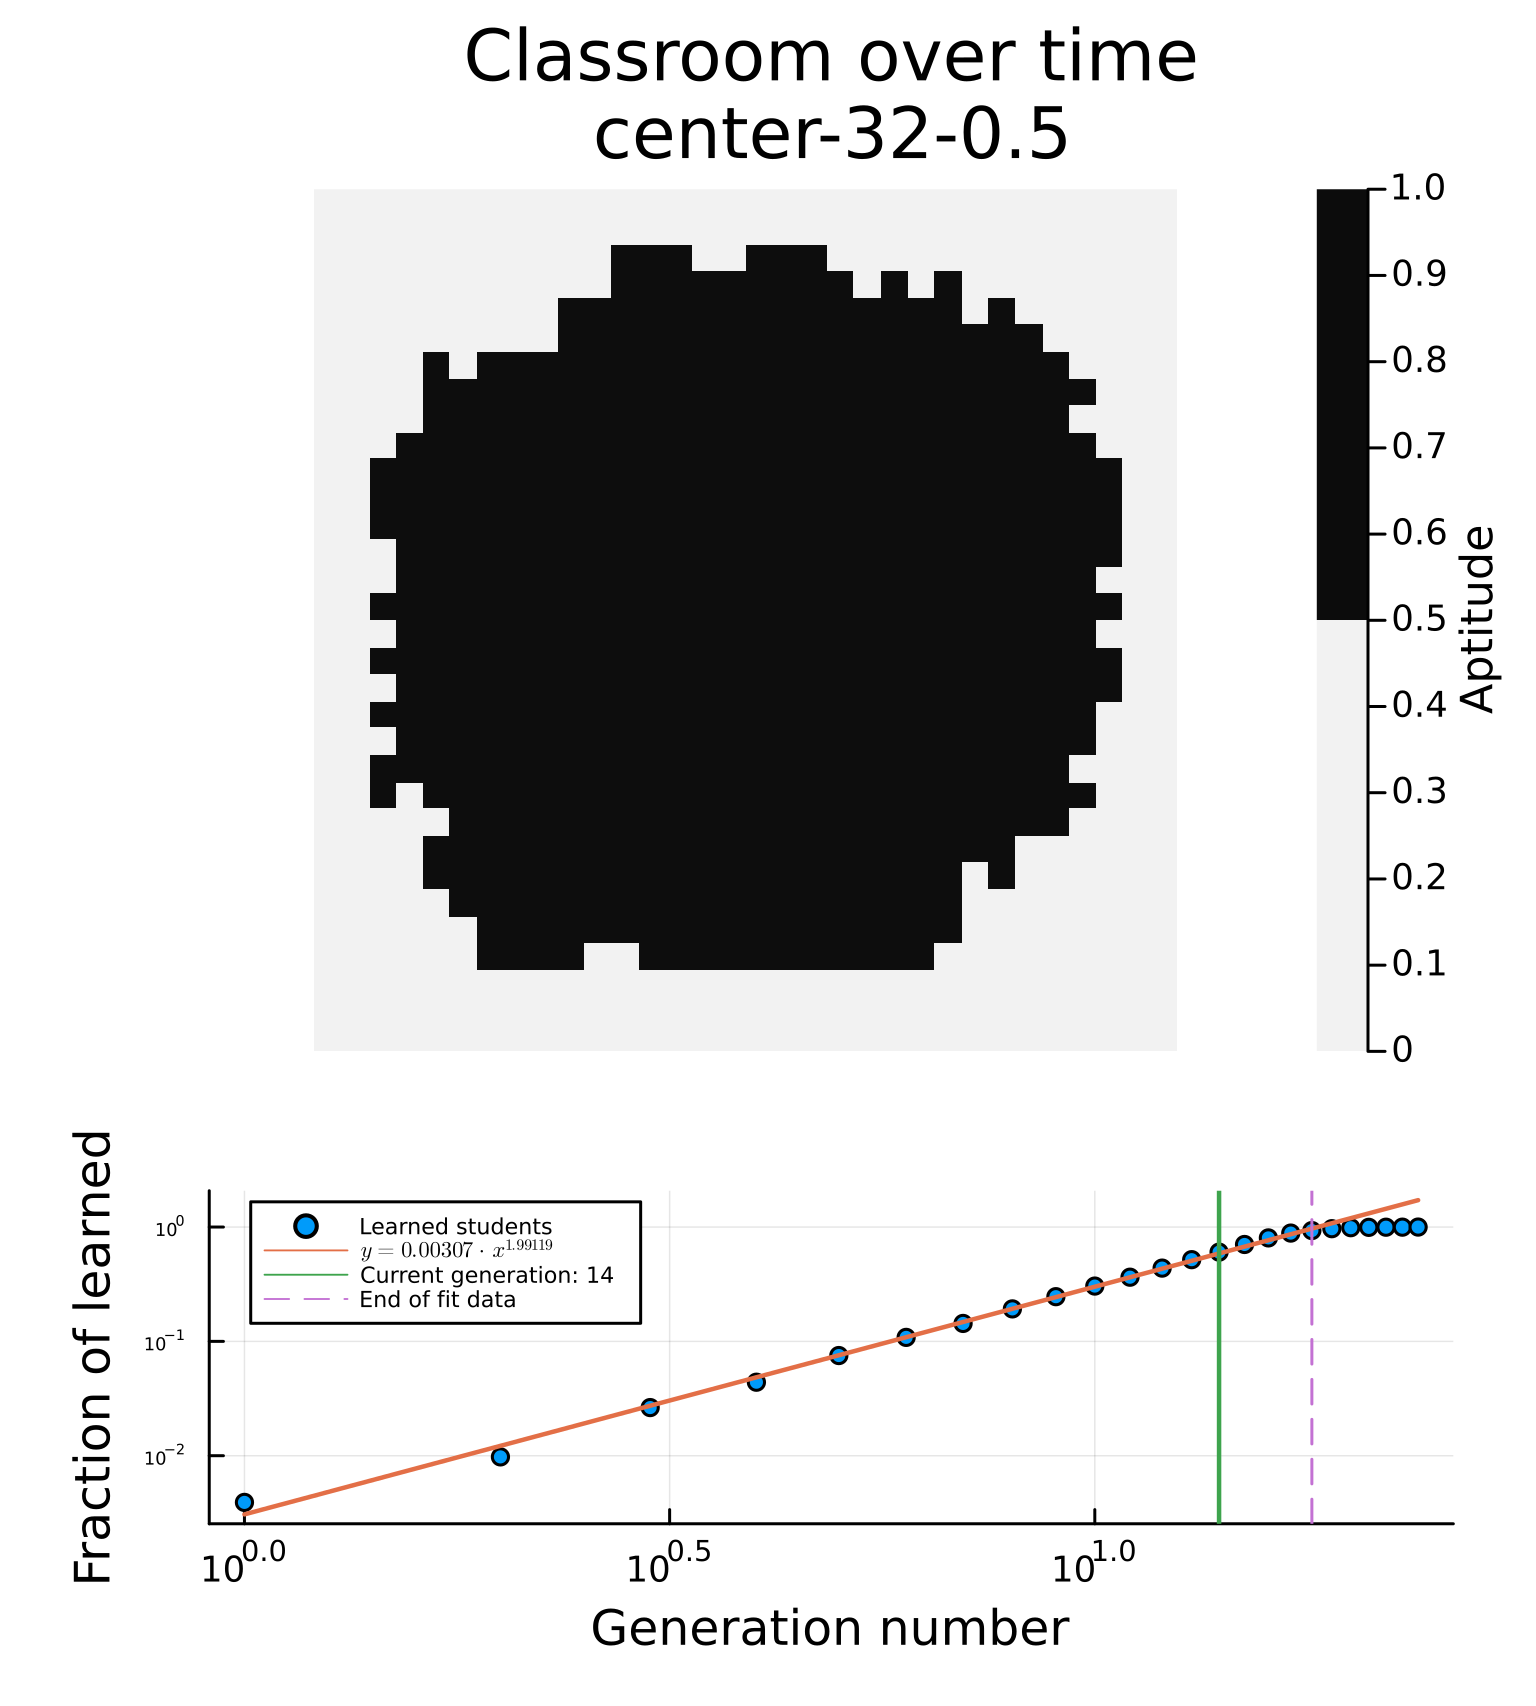 Classroom over time
center-32-0.5
1.0
0.9
0.8
0.7
0.6
0.5
0.4
0.3
0.2
0.1
0
Aptitude
Fraction of learned
10⁰
10⁻¹
10⁻²
Learned students
y = 0.00307 · x^1.99119
Current generation: 14
End of fit data
10^0.0
10^0.5
10^1.0
Generation number